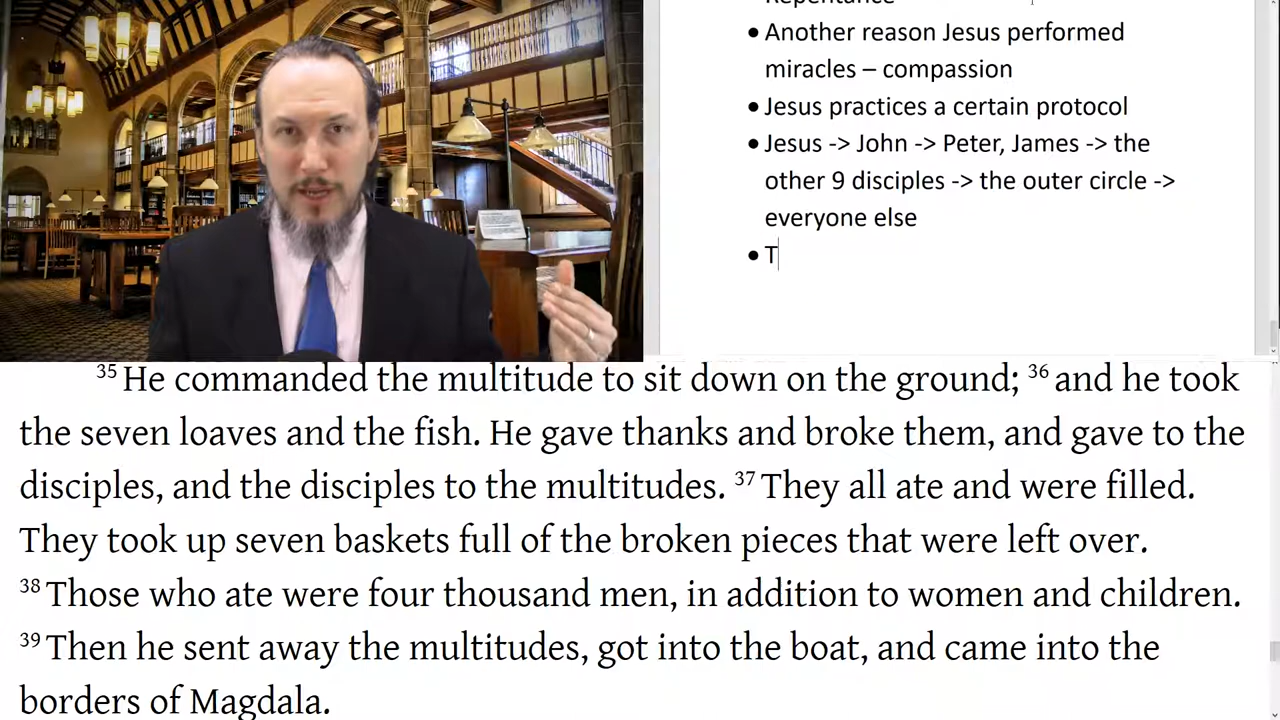 Repentance
• Another reason Jesus performed
miracles – compassion
• Jesus practices a certain protocol
• Jesus -> John -> Peter, James -> the
other 9 disciples -> the outer circle ->
everyone else
• T
35 He commanded the multitude to sit down on the ground; 36 and he took
the seven loaves and the fish. He gave thanks and broke them, and gave to the
disciples, and the disciples to the multitudes. 37 They all ate and were filled.
They took up seven baskets full of the broken pieces that were left over.
38 Those who ate were four thousand men, in addition to women and children.
39 Then he sent away the multitudes, got into the boat, and came into the
borders of Magdala.